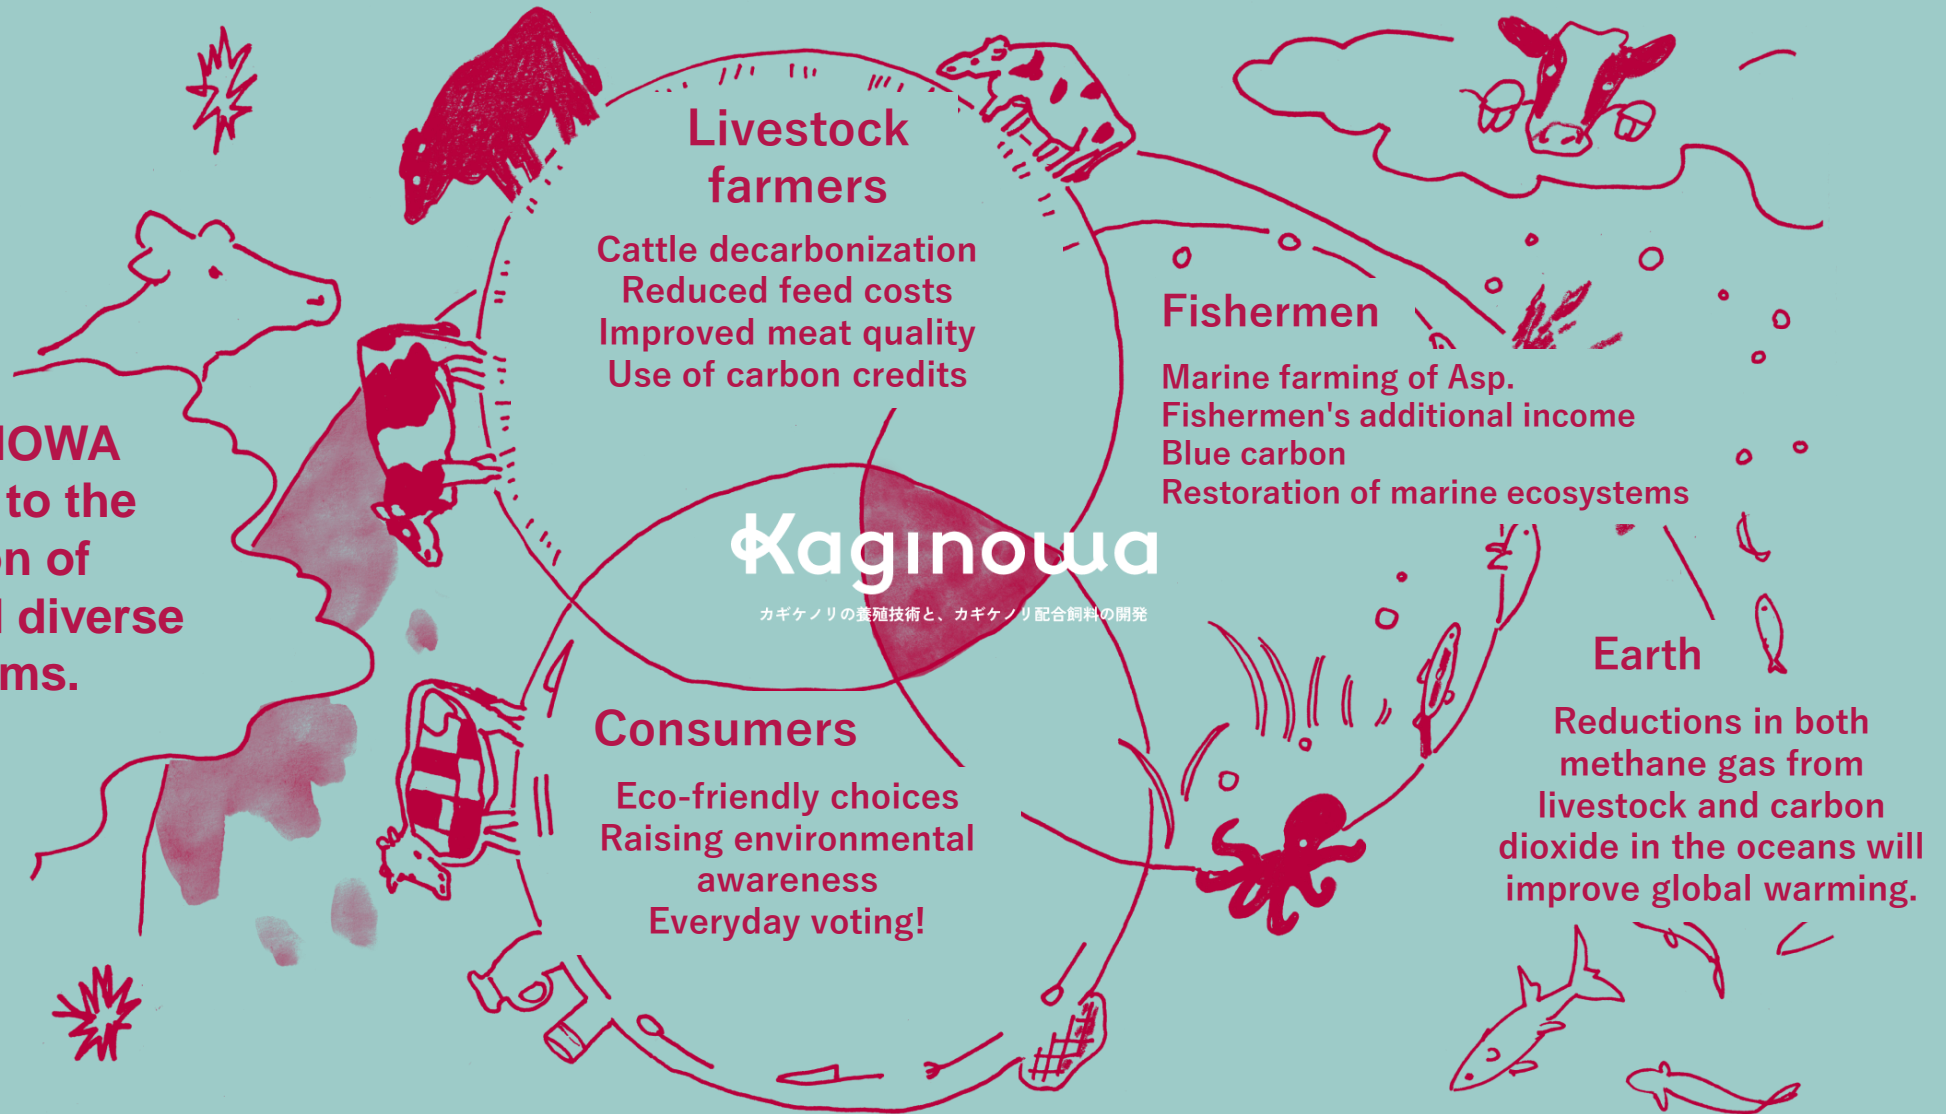 Livestock
farmers
Cattle decarbonization
Reduced feed costs
Improved meat quality
Use of carbon credits
Fishermen
Marine farming of Asp.
Fishermen's additional income
Blue carbon
Restoration of marine ecosystems
IOWA
to the
n of
diverse
ms.
Kaginowa
カギケノリの養殖技術と、カギケノリ配合飼料の開発
Consumers
Eco-friendly choices
Raising environmental
awareness
Everyday voting!
Earth
Reductions in both
methane gas from
livestock and carbon
dioxide in the oceans will
improve global warming.